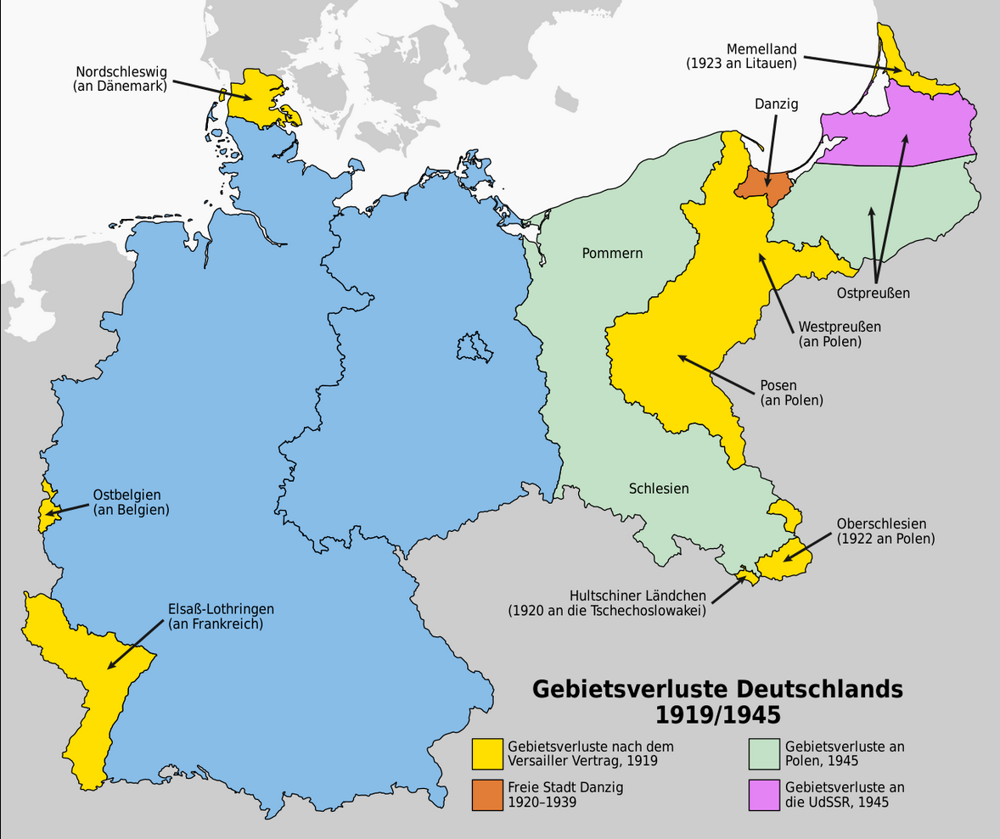 Nordschleswig
(an Dänemark)
Memelland
(1923 an Litauen)
Danzig
Pommern
Ostpreußen
Westpreußen
(an Polen)
Posen
(an Polen)
Ostbelgien
(an Belgien)
Schlesien
Oberschlesien
(1922 an Polen)
Hultschiner Ländchen
(1920 an die Tschechoslowakei)
Elsaß-Lothringen
(an Frankreich)
Gebietsverluste Deutschlands
1919/1945
Gebietsverluste nach dem
Versailler Vertrag, 1919
Freie Stadt Danzig
1920–1939
Gebietsverluste an
Polen, 1945
Gebietsverluste an
die UdSSR, 1945